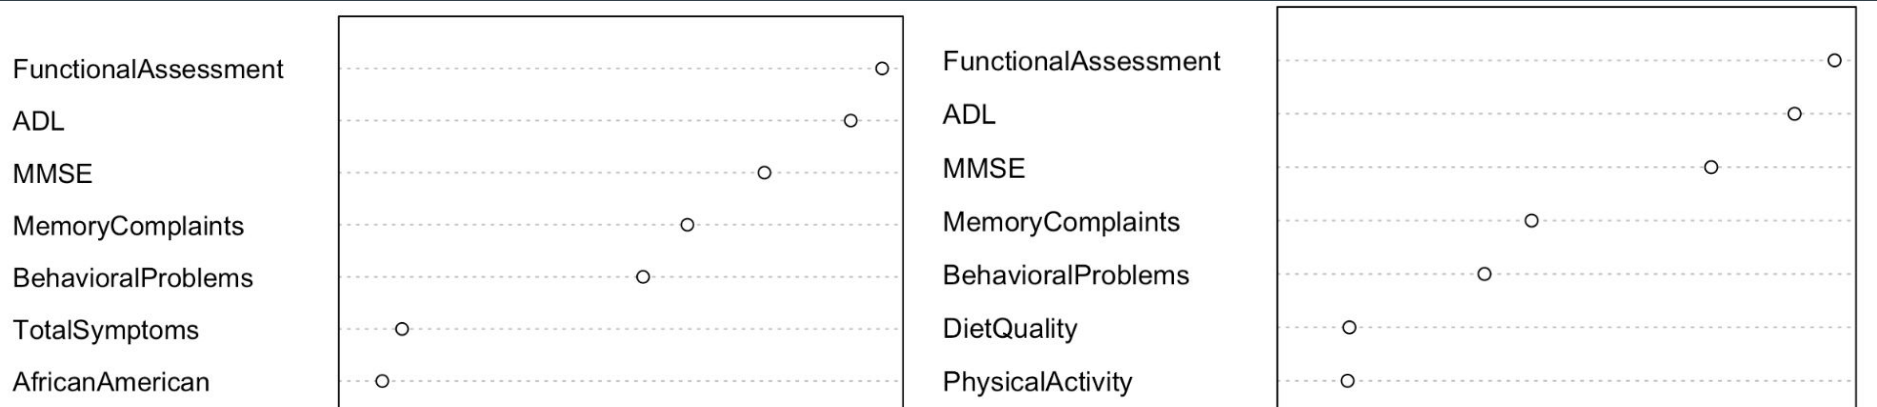 FunctionalAssessment
ADL
MMSE
MemoryComplaints
BehavioralProblems
TotalSymptoms
AfricanAmerican
FunctionalAssessment
ADL
MMSE
MemoryComplaints
BehavioralProblems
DietQuality
PhysicalActivity